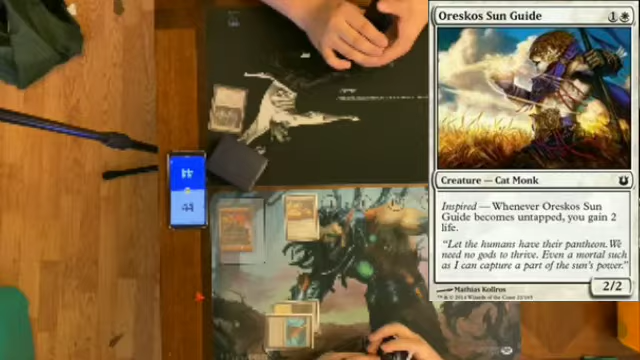 Oreskos Sun Guide 1
Creature — Cat Monk
Inspired — Whenever Oreskos Sun
Guide becomes untapped, you gain 2
life.
"Let the humans have their pantheon. We
need no gods to thrive. Even a mortal such
as I can capture a part of the sun's power."
Mathias Kollros
2/2